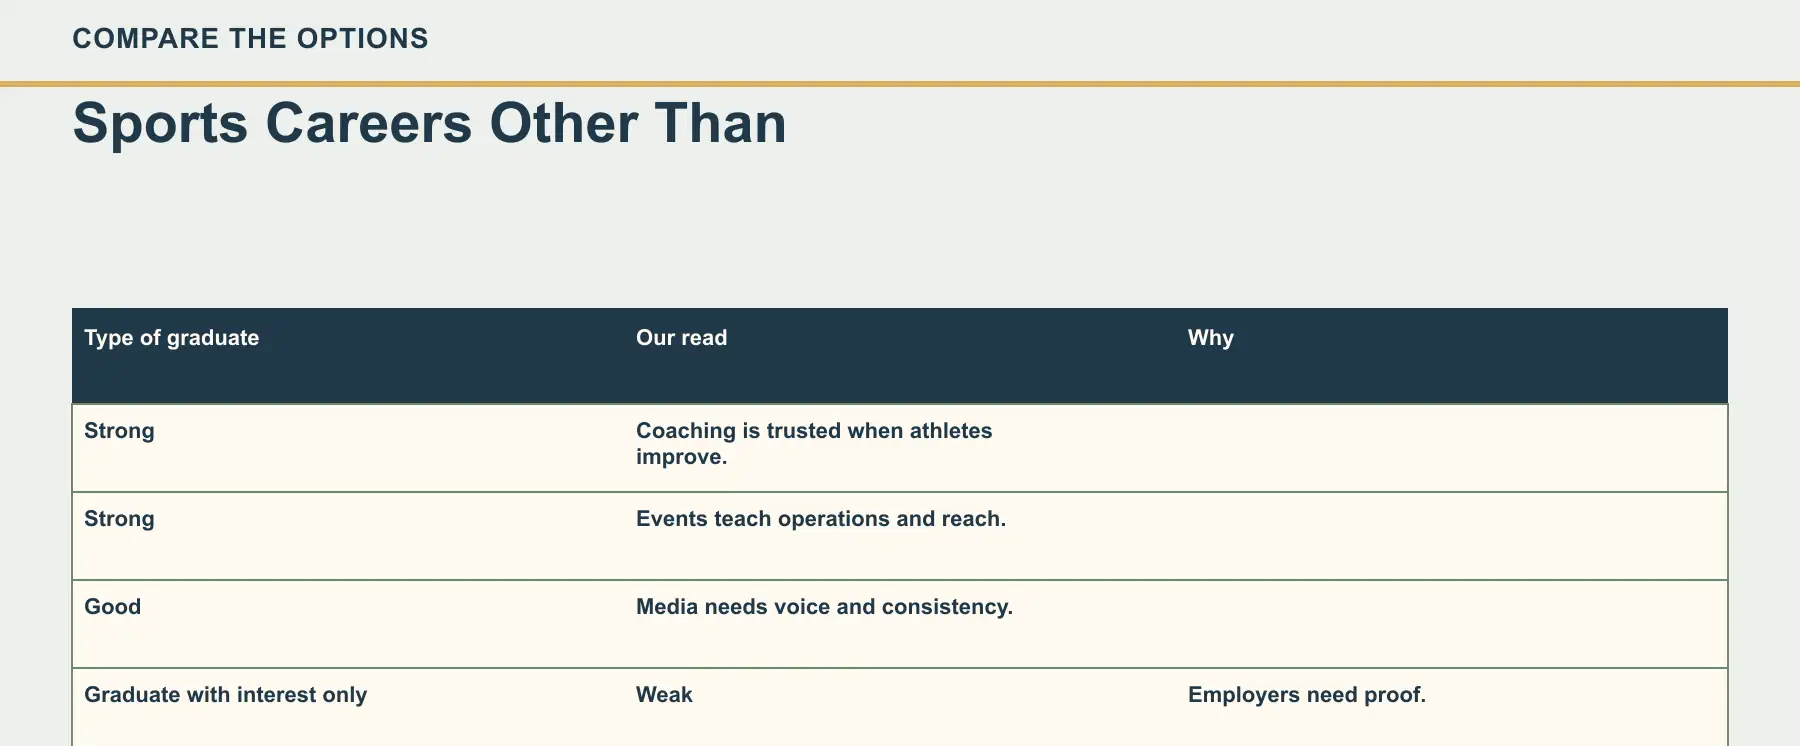 COMPARE THE OPTIONS
Sports Careers Other Than
Type of graduate Our read Why
Strong Coaching is trusted when athletes
improve.
Strong Events teach operations and reach.
Good Media needs voice and consistency.
Graduate with interest only Weak Employers need proof.